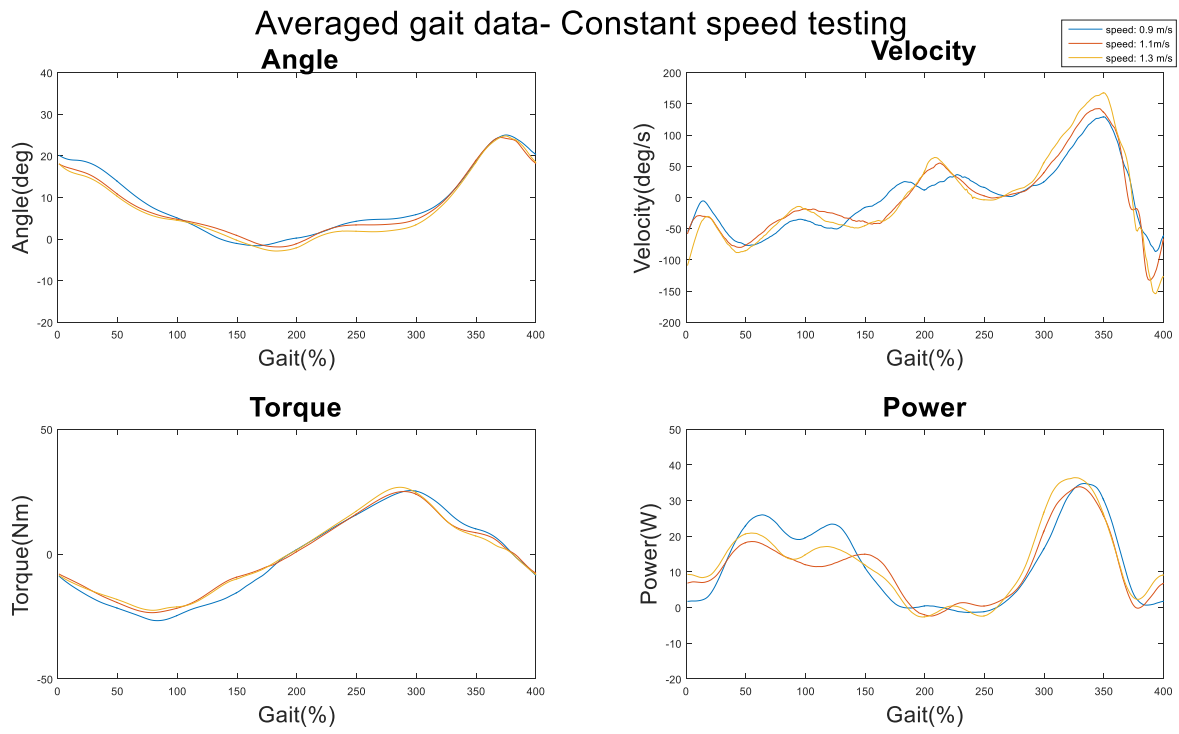 Averaged gait data- Constant speed testing
speed: 0.9 m/s
speed: 1.1m/s
speed: 1.3 m/s
Angle
Angle(deg)
40
30
20
10
0
-10
-20
0 50 100 150 200 250 300 350 400
Gait(%)
Velocity
Velocity(deg/s)
200
150
100
50
0
-50
-100
-150
-200
0 50 100 150 200 250 300 350 400
Gait(%)
Torque
Torque(Nm)
50
0
-50
0 50 100 150 200 250 300 350 400
Gait(%)
Power
Power(W)
50
40
30
20
10
0
-10
-20
0 50 100 150 200 250 300 350 400
Gait(%)